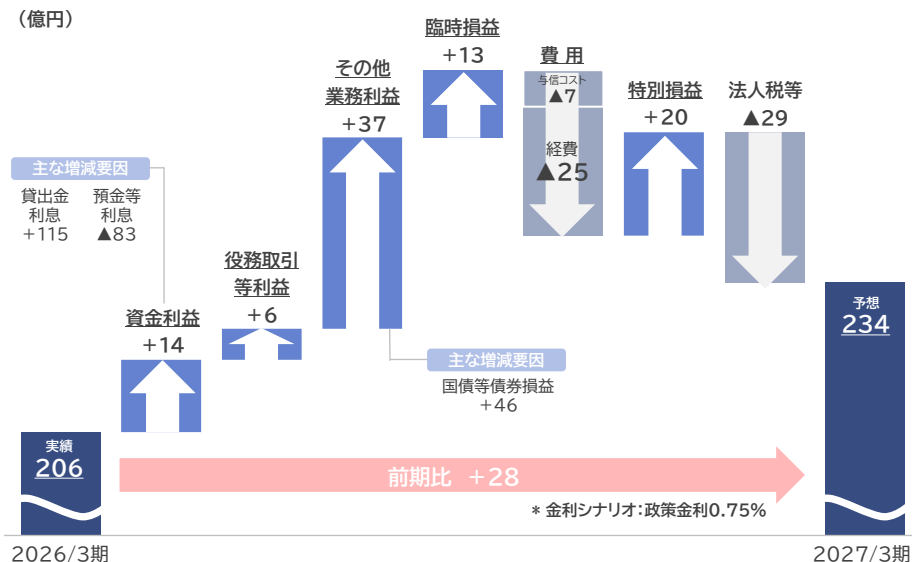 （億円）
主な増減要因
貸出金
利息
+115
預金等
利息
▲83
資金利益
+14
役務取引
等利益
+6
その他
業務利益
+37
主な増減要因
国債等債券損益
+46
臨時損益
+13
費 用
与信コスト
▲7
経費
▲25
特別損益
+20
法人税等
▲29
実績
206
予想
234
前期比 +28
* 金利シナリオ：政策金利0.75%
2026/3期
2027/3期